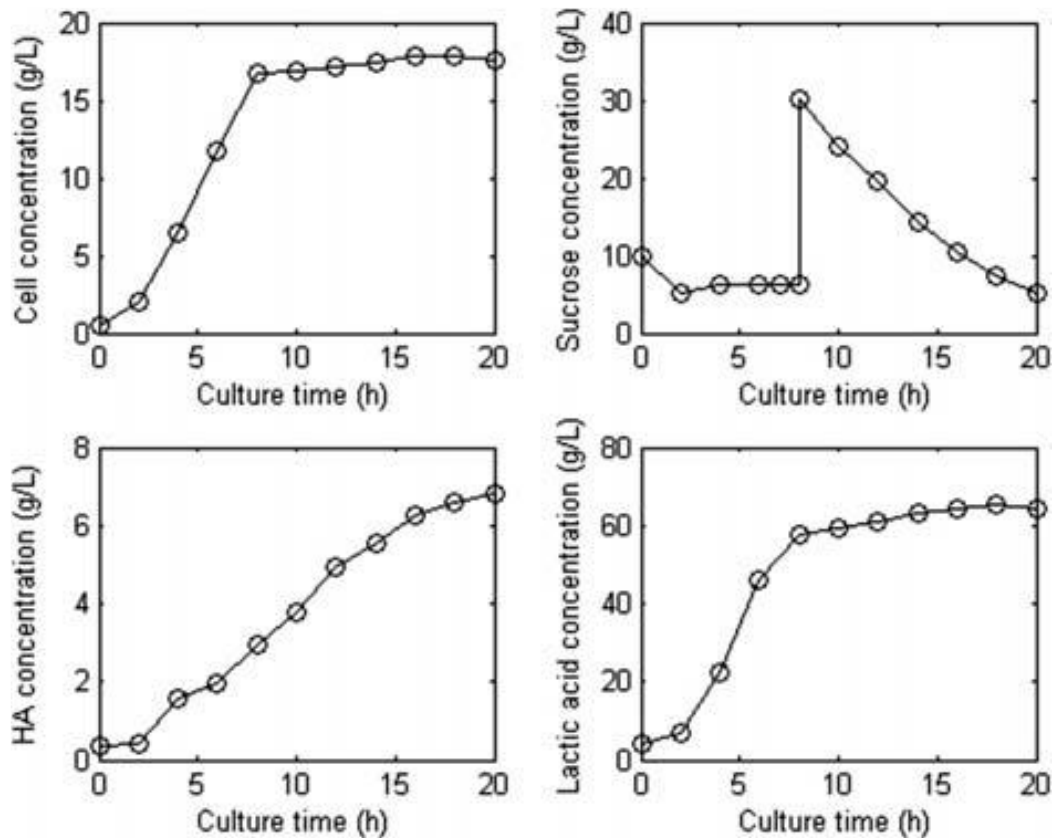 Cell concentration (g/L)
20
15
10
5
0
0 5 10 15 20
Culture time (h)
Sucrose concentration (g/L)
40
30
20
10
0
0 5 10 15 20
Culture time (h)
HA concentration (g/L)
8
6
4
2
0
0 5 10 15 20
Culture time (h)
Lactic acid concentration (g/L)
80
60
40
20
0
0 5 10 15 20
Culture time (h)